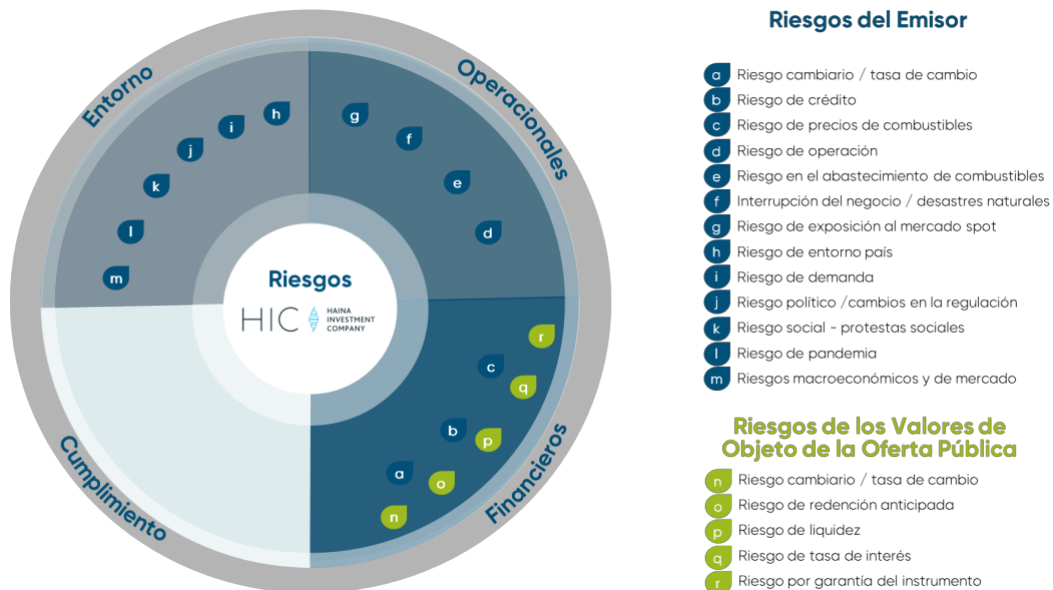 Entorno
Operacionales
h
i
j
k
l
m
g
f
e
d
Riesgos
HIC
HAINA
INVESTMENT
COMPANY
r
c
q
b
p
a
o
n
Cumplimiento
Financieros
Riesgos del Emisor
a Riesgo cambiario / tasa de cambio
b Riesgo de crédito
c Riesgo de precios de combustibles
d Riesgo de operación
e Riesgo en el abastecimiento de combustibles
f Interrupción del negocio / desastres naturales
g Riesgo de exposición al mercado spot
h Riesgo de entorno país
i Riesgo de demanda
j Riesgo político /cambios en la regulación
k Riesgo social - protestas sociales
l Riesgo de pandemia
m Riesgos macroeconómicos y de mercado
Riesgos de los Valores de
Objeto de la Oferta Pública
n Riesgo cambiario / tasa de cambio
o Riesgo de redención anticipada
p Riesgo de liquidez
q Riesgo de tasa de interés
r Riesgo por garantía del instrumento